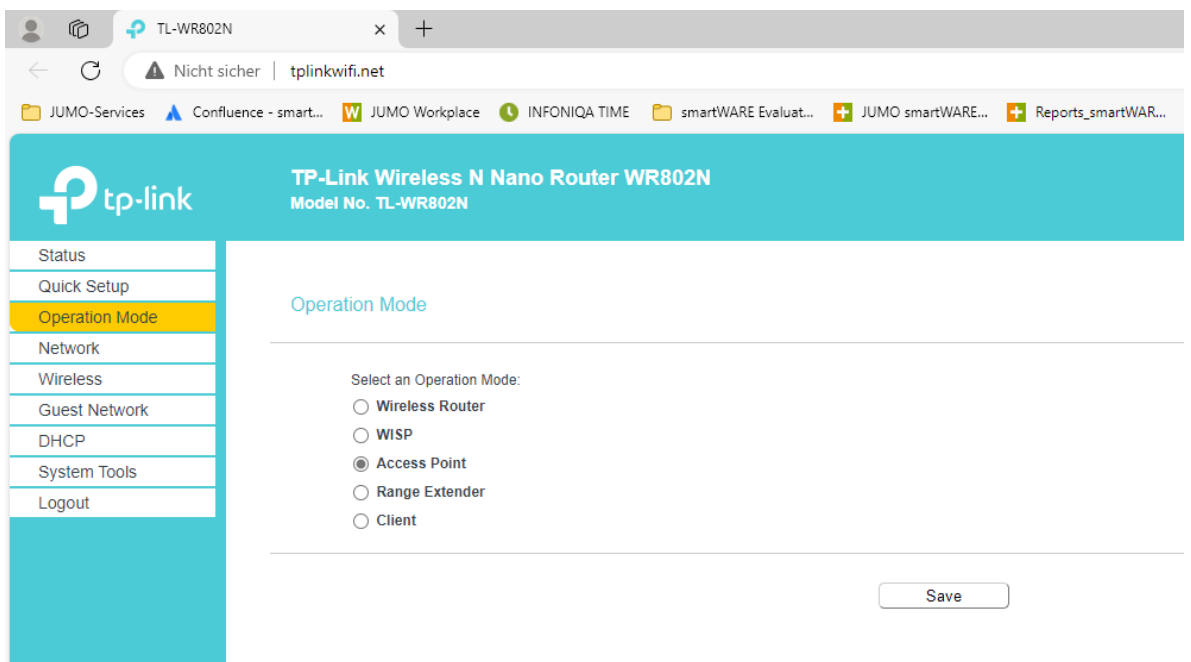 TL-WR802N
Nicht sicher tplinkwifi.net
JUMO-Services Confluence - smart... JUMO Workplace INFONIQA TIME smartWARE Evaluat... JUMO smartWARE... Reports_smartWAR...
tp-link
TP-Link Wireless N Nano Router WR802N
Model No. TL-WR802N
Status
Quick Setup
Operation Mode
Network
Wireless
Guest Network
DHCP
System Tools
Logout
Operation Mode
Select an Operation Mode:
Wireless Router
WISP
Access Point
Range Extender
Client
Save